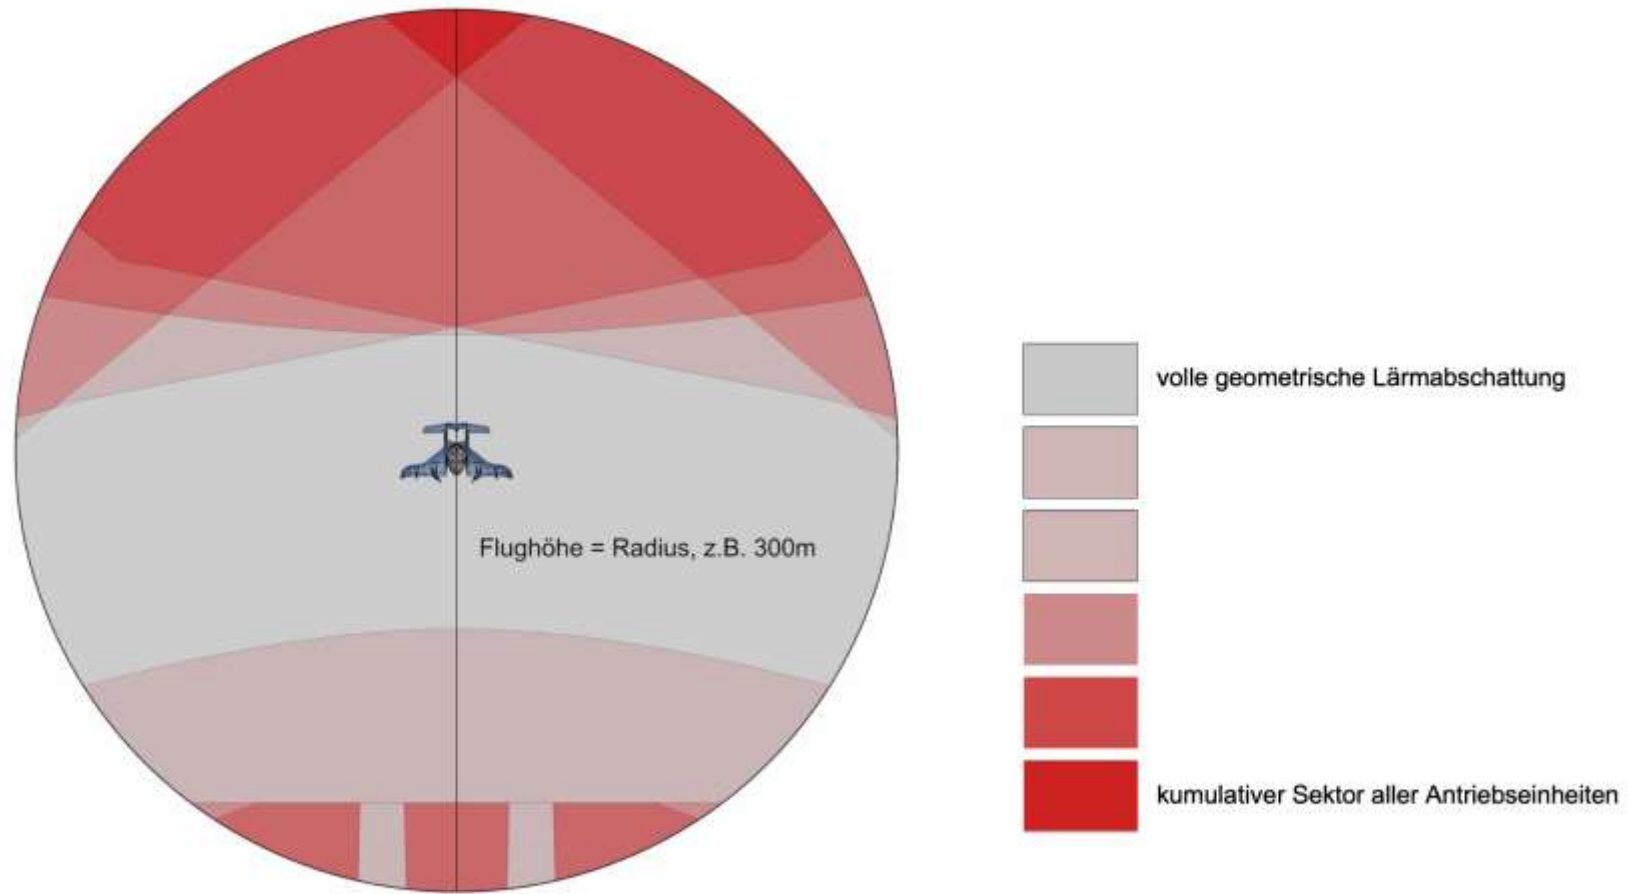 volle geometrische Lärmabschattung
Flughöhe = Radius, z.B. 300m
kumulativer Sektor aller Antriebseinheiten